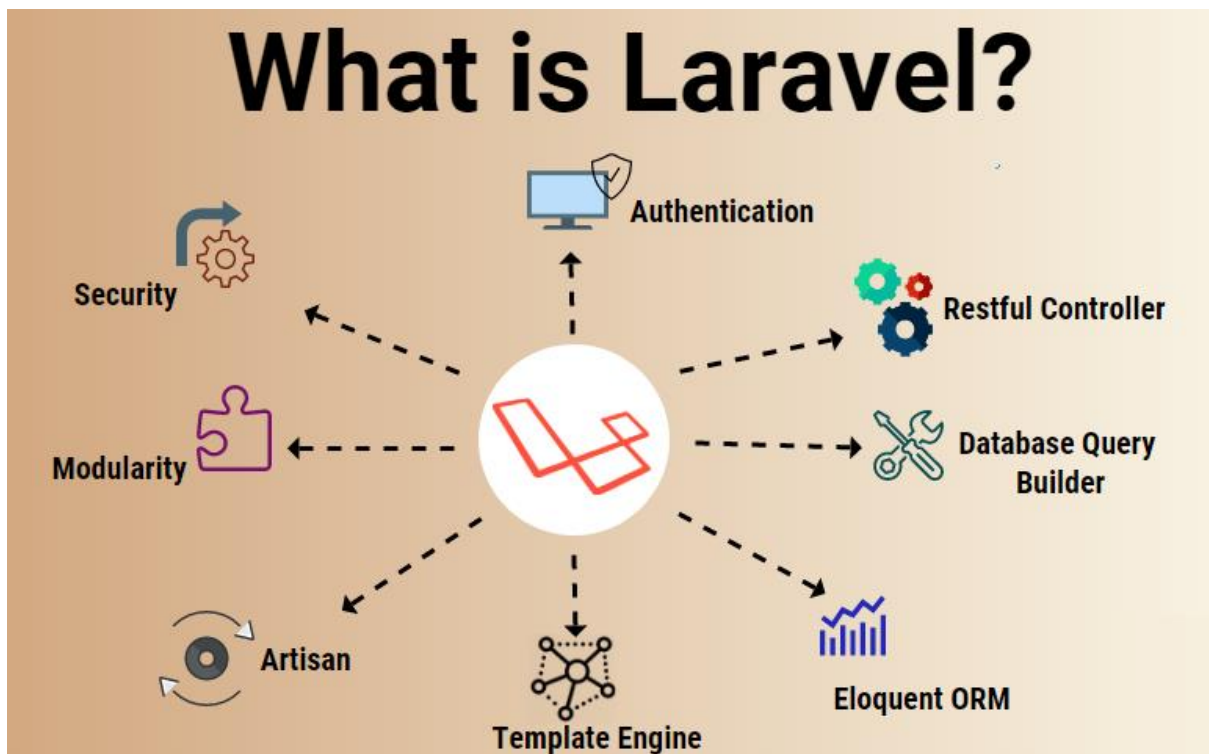 What is Laravel?
Authentication
Security
Restful Controller
Modularity
Database Query
Builder
Artisan
Eloquent ORM
Template Engine